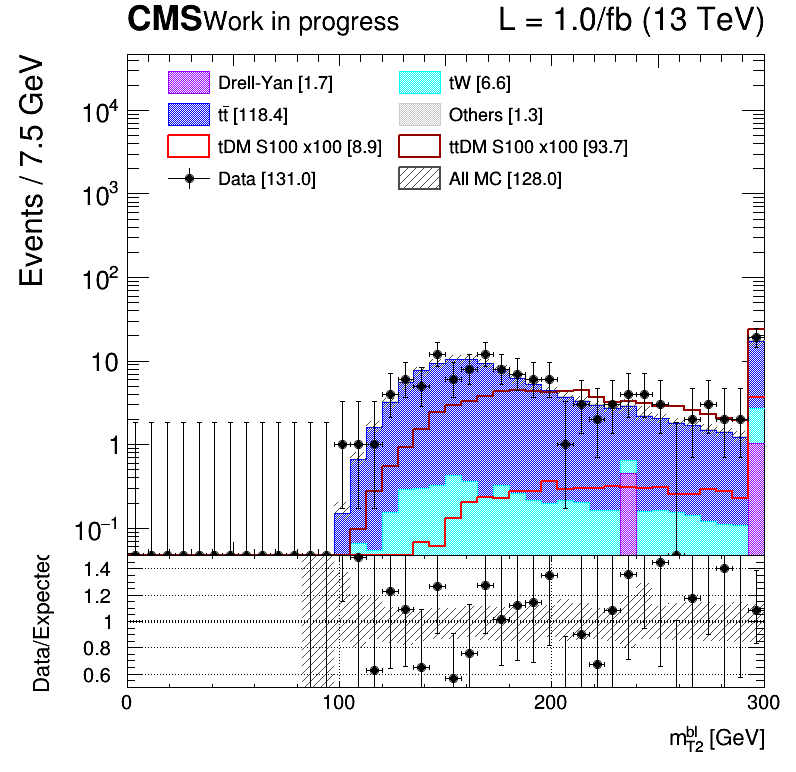 CMS Work in progress L = 1.0/fb (13 TeV)
Events / 7.5 GeV
Drell-Yan [1.7] tW [6.6]
tt̄ [118.4] Others [1.3]
tDM S100 x100 [8.9] ttDM S100 x100 [93.7]
Data [131.0] All MC [128.0]
10⁴
10³
10²
10
1
10⁻¹
Data/Expected
1.4
1.2
1
0.8
0.6
0 100 200 300
m_{T2}^{bl} [GeV]